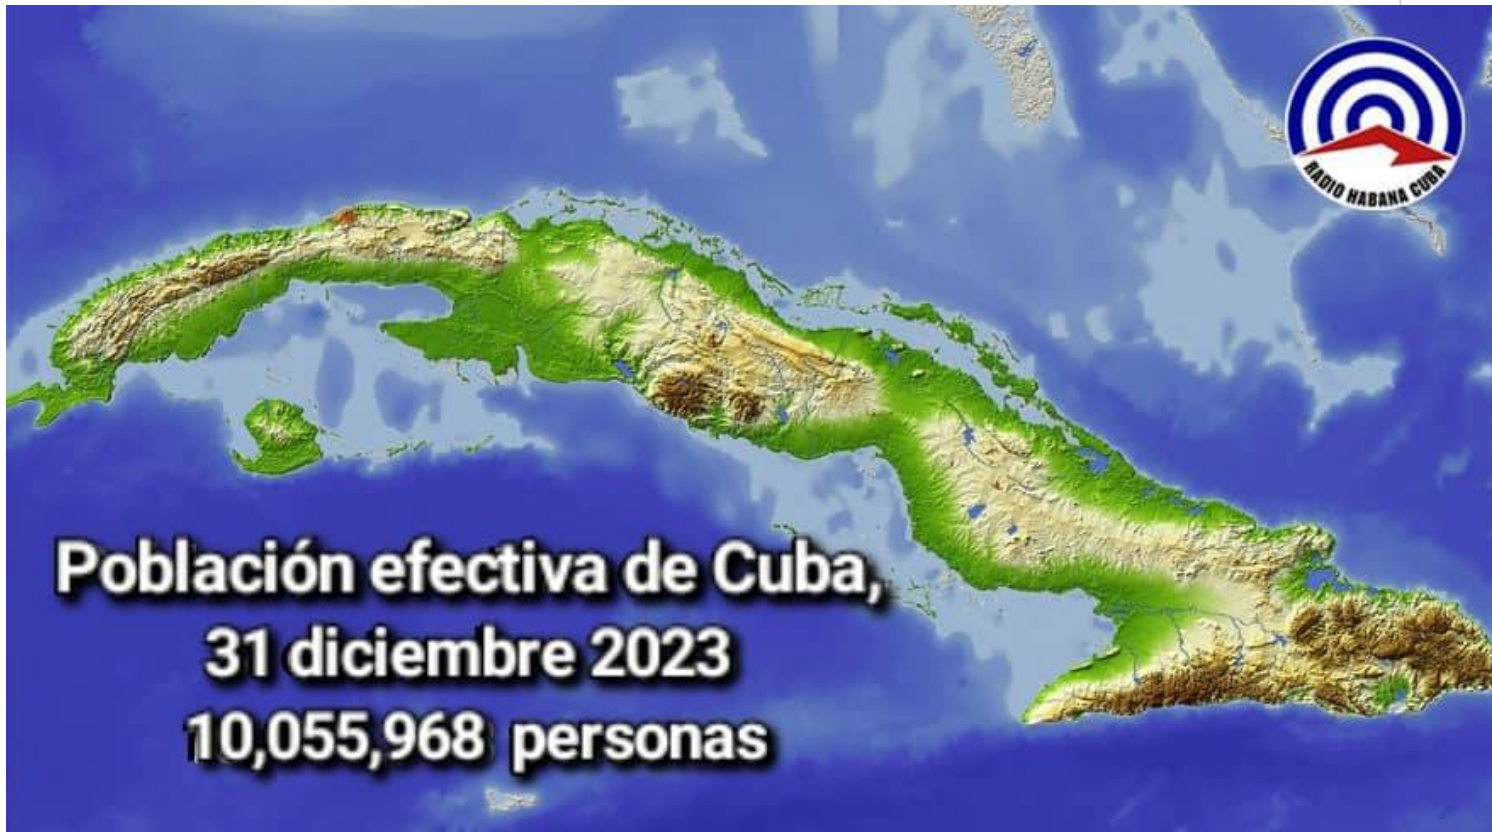 RADIO HABANA CUBA
Población efectiva de Cuba,
31 diciembre 2023
10,055,968 personas